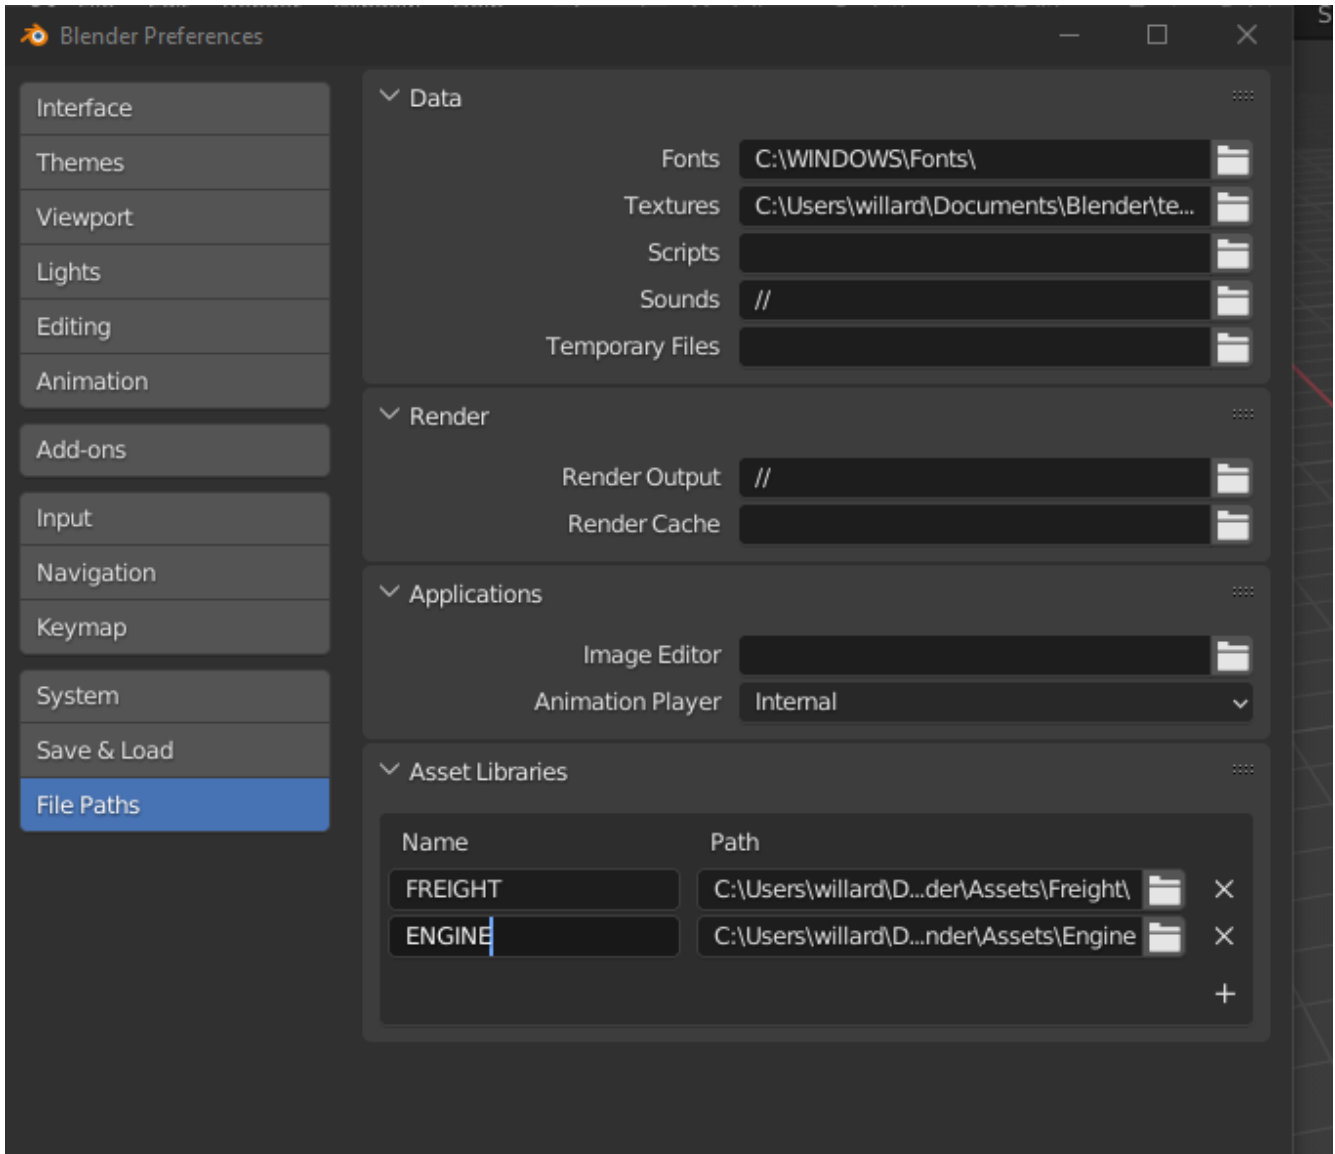 Blender Preferences
Interface
Themes
Viewport
Lights
Editing
Animation
Add-ons
Input
Navigation
Keymap
System
Save & Load
File Paths
Data
Fonts C:\WINDOWS\Fonts\
Textures C:\Users\willard\Documents\Blender\te...
Scripts
Sounds //
Temporary Files
Render
Render Output //
Render Cache
Applications
Image Editor
Animation Player Internal
Asset Libraries
Name Path
FREIGHT C:\Users\willard\D...der\Assets\Freight\
ENGINE C:\Users\willard\D...nder\Assets\Engine